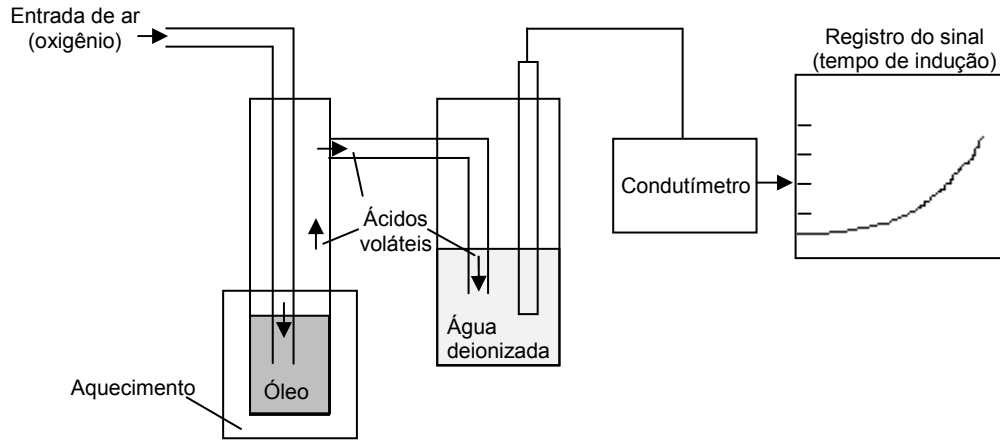 Entrada de ar
(oxigênio)
Registro do sinal
(tempo de indução)
Condutímetro
Ácidos
voláteis
Água
deionizada
Óleo
Aquecimento